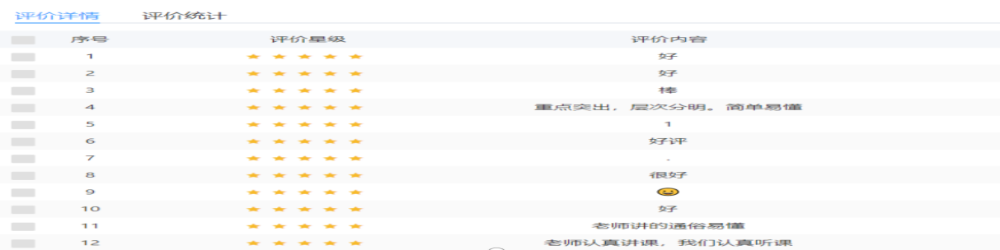 评价详情 评价统计
序号 评价星级 评价内容
1 ★ ★ ★ ★ ★ 好
2 ★ ★ ★ ★ ★ 好
3 ★ ★ ★ ★ ★ 棒
4 ★ ★ ★ ★ ★ 重点突出，层次分明。简单易懂
5 ★ ★ ★ ★ ★ 1
6 ★ ★ ★ ★ ★ 好评
7 ★ ★ ★ ★ ★ .
8 ★ ★ ★ ★ ★ 很好
9 ★ ★ ★ ★ ★ 😀
10 ★ ★ ★ ★ ★ 好
11 ★ ★ ★ ★ ★ 老师讲的通俗易懂
12 ★ ★ ★ ★ ★ 老师认真讲课，我们认真听课